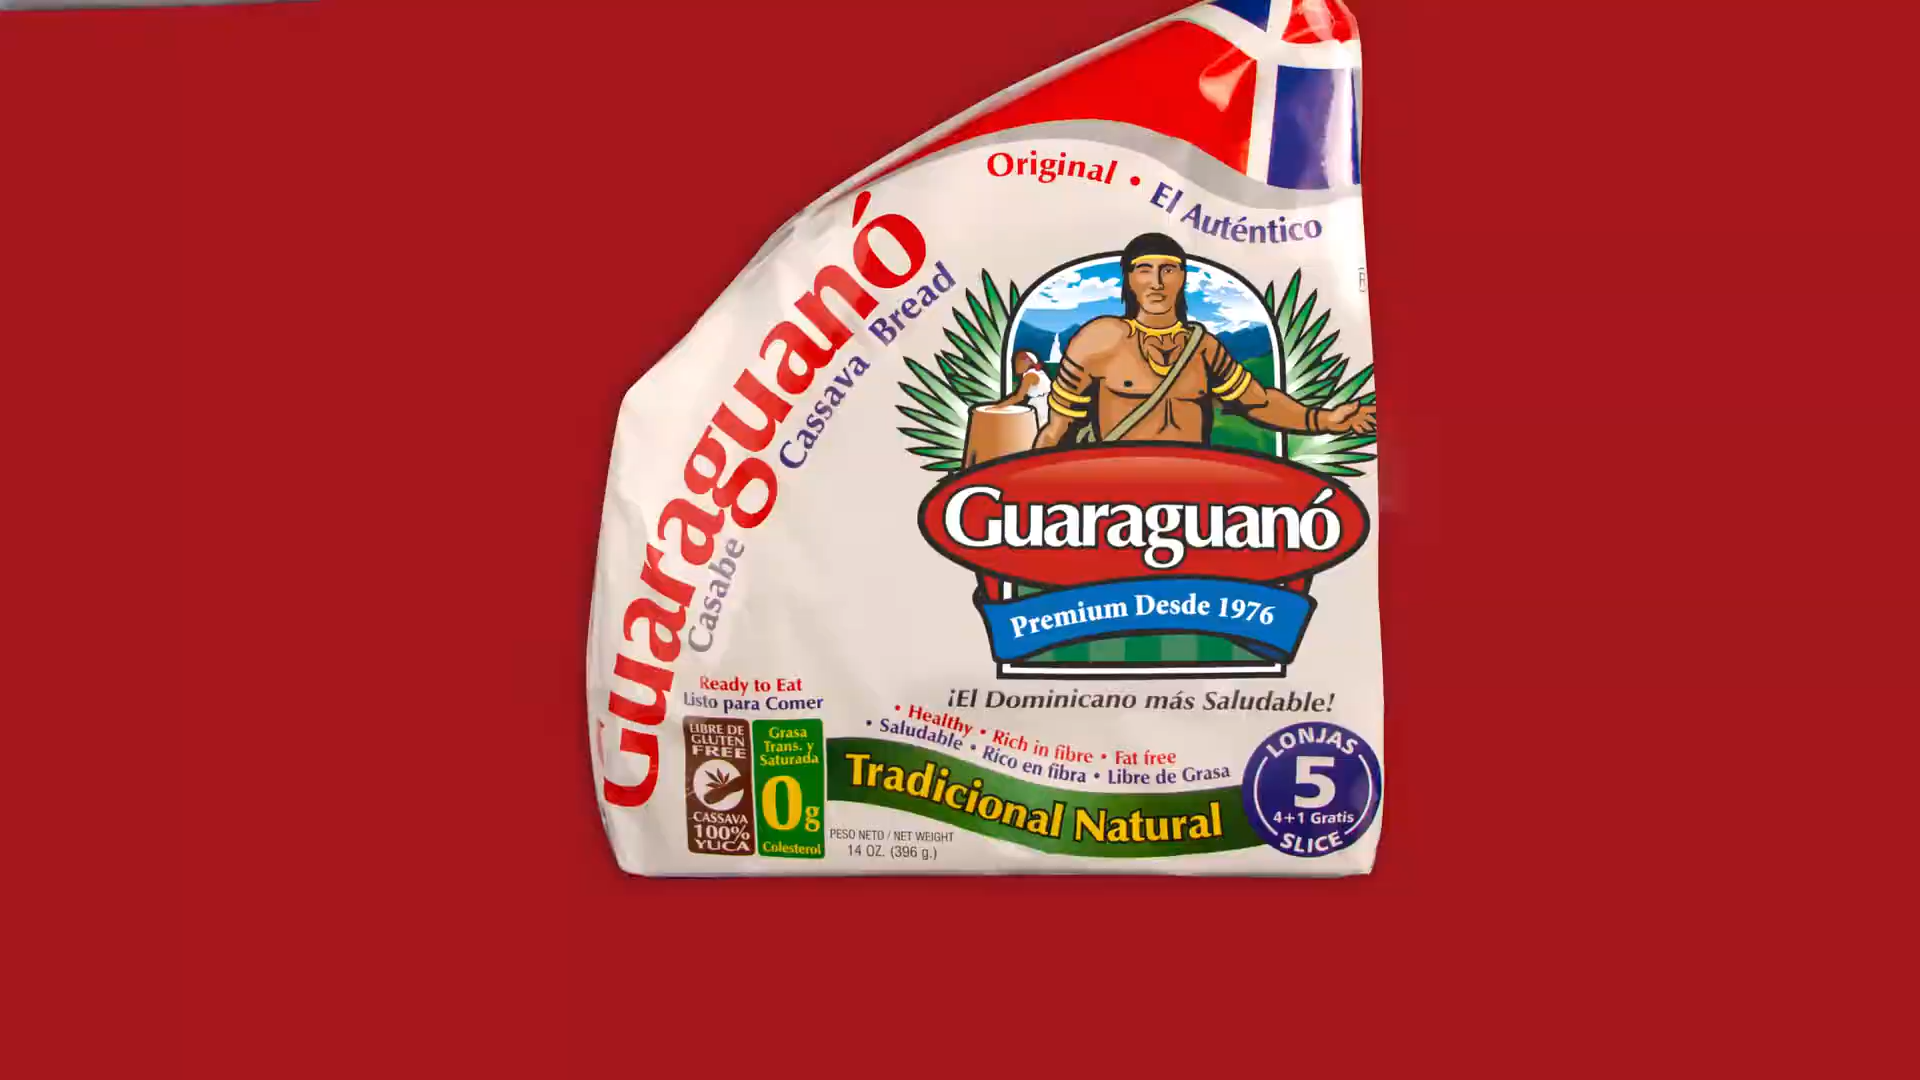 Original • El Auténtico
Guaraguanó
Casabe Cassava Bread
Guaraguanó
Premium Desde 1976
¡El Dominicano más Saludable!
Ready to Eat
Listo para Comer
• Healthy • Rich in fibre • Fat free
• Saludable • Rico en fibra • Libre de Grasa
LIBRE DE
GLUTEN
FREE
CASSAVA
100%
YUCA
Grasa
Trans. y
Saturada
0g
Colesterol
Tradicional Natural
PESO NETO / NET WEIGHT
14 OZ. (396 g.)
LONJAS
5
4+1 Gratis
SLICE